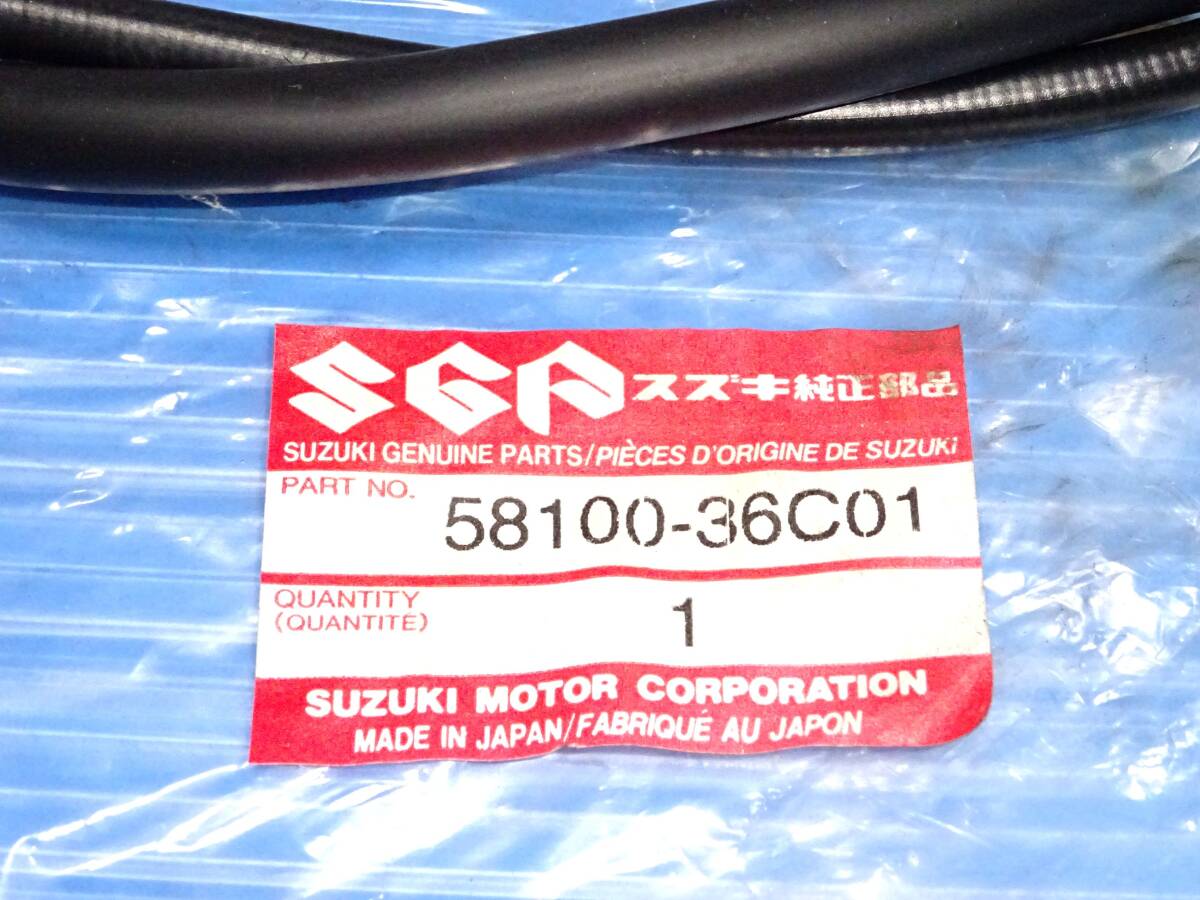 SGP スズキ純正部品
SUZUKI GENUINE PARTS/PIÈCES D'ORIGINE DE SUZUKI
PART NO. 58100-36C01
QUANTITY 1
(QUANTITÉ)
SUZUKI MOTOR CORPORATION
MADE IN JAPAN/FABRIQUÉ AU JAPON